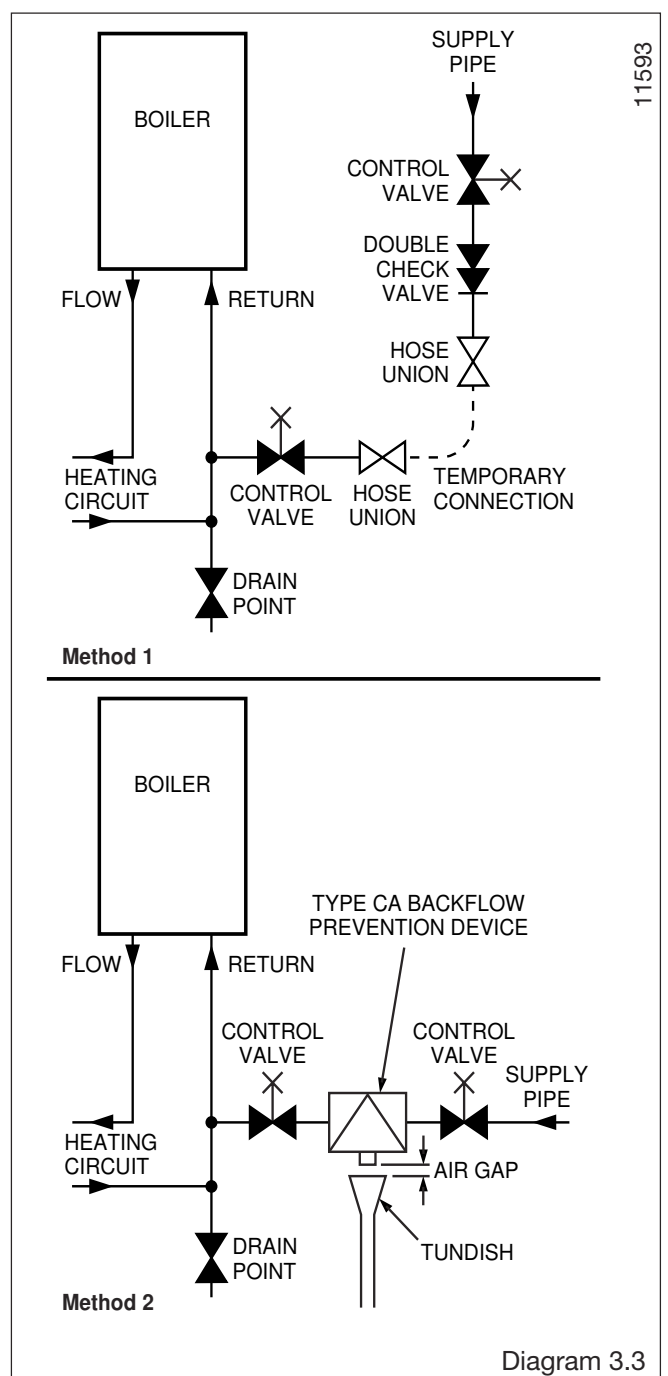 11593
BOILER
SUPPLY
PIPE
CONTROL
VALVE
DOUBLE
CHECK
VALVE
FLOW
RETURN
HOSE
UNION
HEATING
CIRCUIT
CONTROL
VALVE
HOSE
UNION
TEMPORARY
CONNECTION
DRAIN
POINT
Method 1
BOILER
TYPE CA BACKFLOW
PREVENTION DEVICE
FLOW
RETURN
CONTROL
VALVE
CONTROL
VALVE
SUPPLY
PIPE
HEATING
CIRCUIT
AIR GAP
DRAIN
POINT
TUNDISH
Method 2
Diagram 3.3